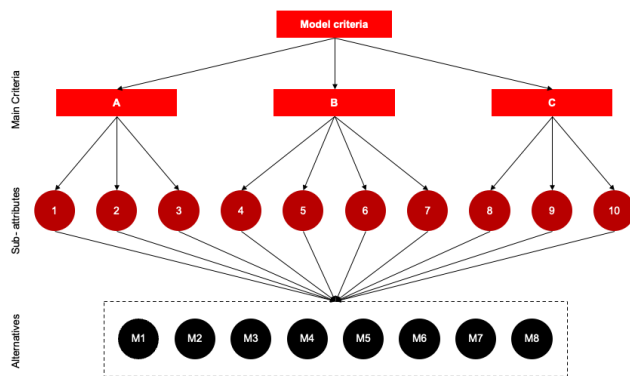 Model criteria
Main Criteria
A
B
C
Sub - attributes
1
2
3
4
5
6
7
8
9
10
Alternatives
M1
M2
M3
M4
M5
M6
M7
M8